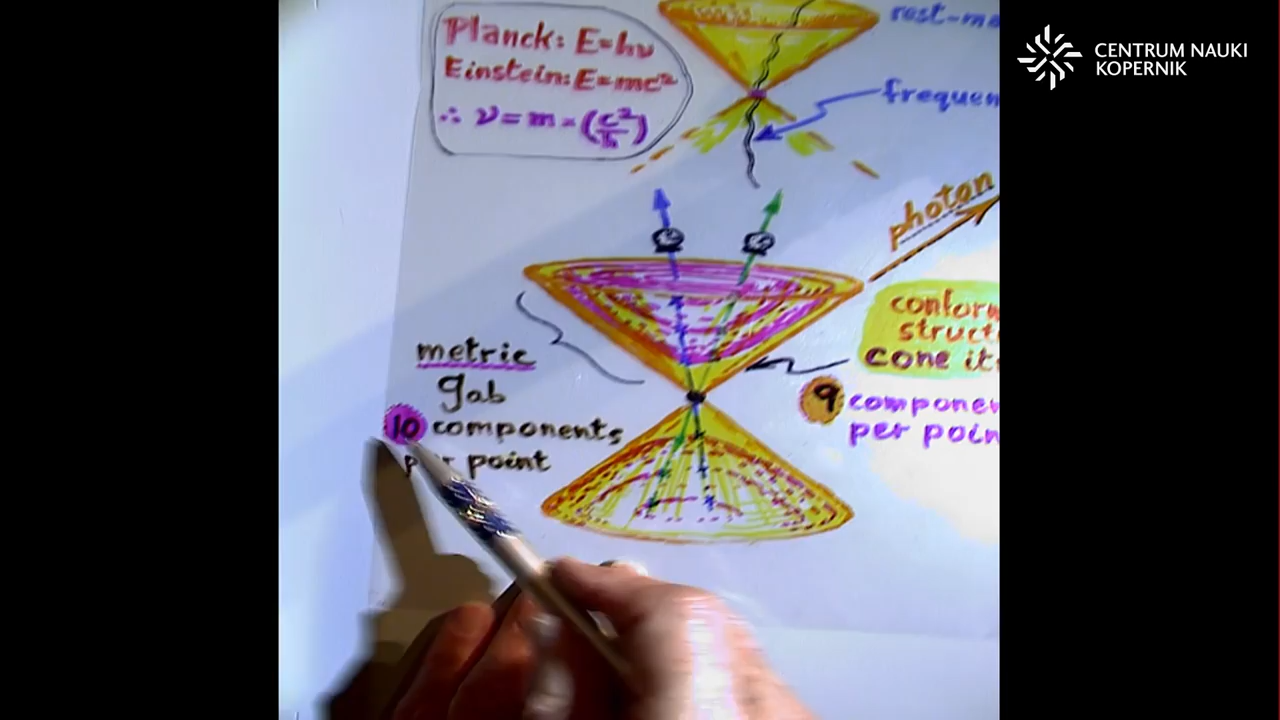 Planck: E=hν
Einstein: E=mc²
∴ ν = m × (c²/h)
rest-
CENTRUM NAUKI
KOPERNIK
frequen
photon
metric
gab
10 components
per point
conform
struct
cone it
9 componen
per poin